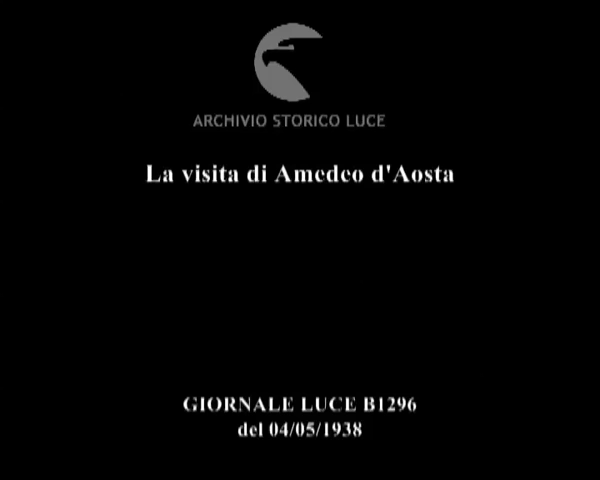 ARCHIVIO STORICO LUCE
La visita di Amedeo d'Aosta
GIORNALE LUCE B1296
del 04/05/1938